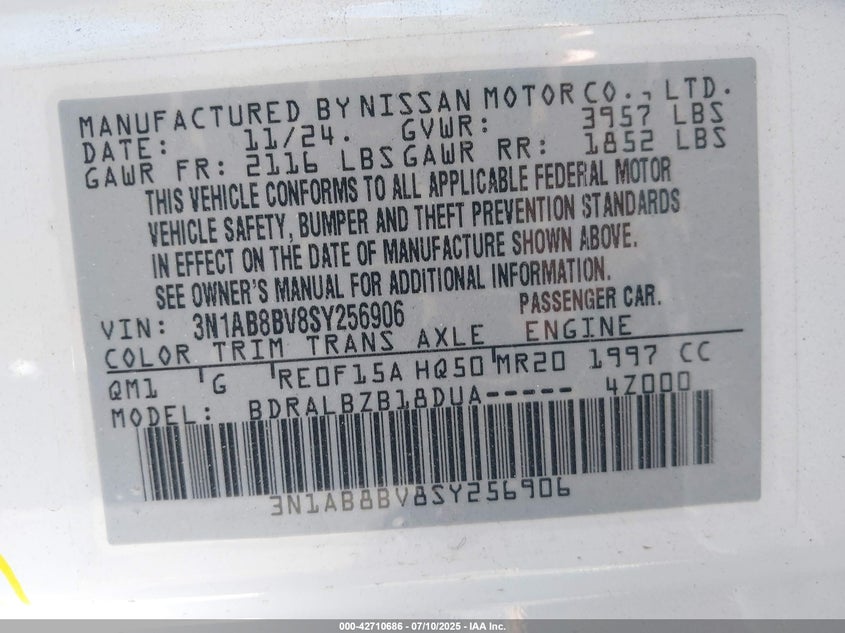 MANUFACTURED BY NISSAN MOTOR CO., LTD.
DATE: 11/24. GVWR: 3957 LBS
GAWR FR: 2116 LBS GAWR RR: 1852 LBS
THIS VEHICLE CONFORMS TO ALL APPLICABLE FEDERAL MOTOR
VEHICLE SAFETY, BUMPER AND THEFT PREVENTION STANDARDS
IN EFFECT ON THE DATE OF MANUFACTURE SHOWN ABOVE.
SEE OWNER'S MANUAL FOR ADDITIONAL INFORMATION.
VIN: 3N1AB8BV8SY256906 PASSENGER CAR.
COLOR TRIM TRANS AXLE ENGINE
QM1 G RE0F15A HQ50 MR20 1997 CC
MODEL: BDRALBZB18DUA----- 4Z000
3N1AB8BV8SY256906
000-42710686 - 07/10/2025 - IAA Inc.